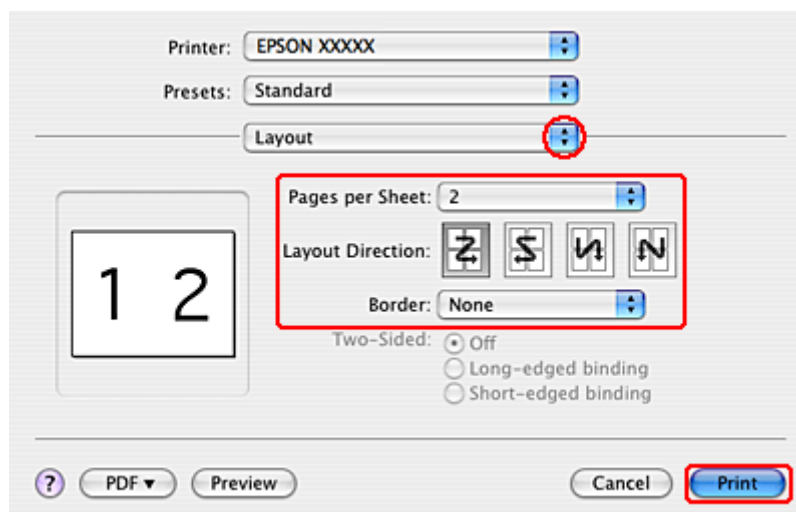 Printer: EPSON XXXXX
Presets: Standard
Layout
Pages per Sheet: 2
Layout Direction:
Border: None
Two-Sided: Off
Long-edged binding
Short-edged binding
1 2
? PDF Preview Cancel Print